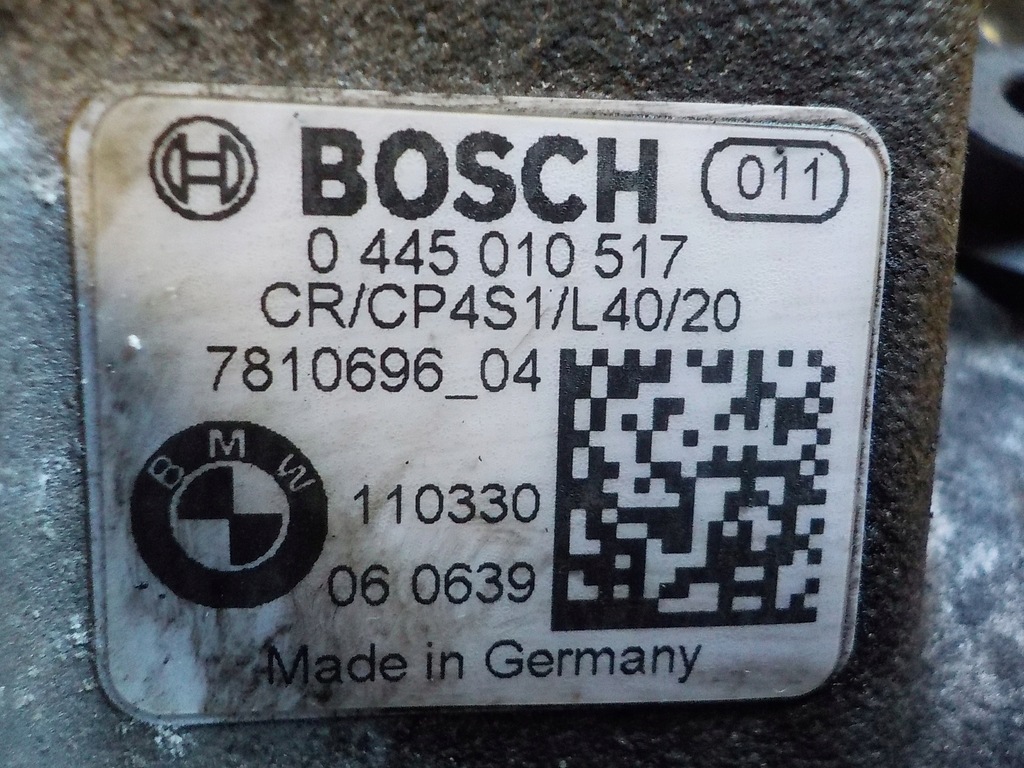 BOSCH 011
0 445 010 517
CR/CP4S1/L40/20
7810696_04
BMW
110330
06 0639
Made in Germany